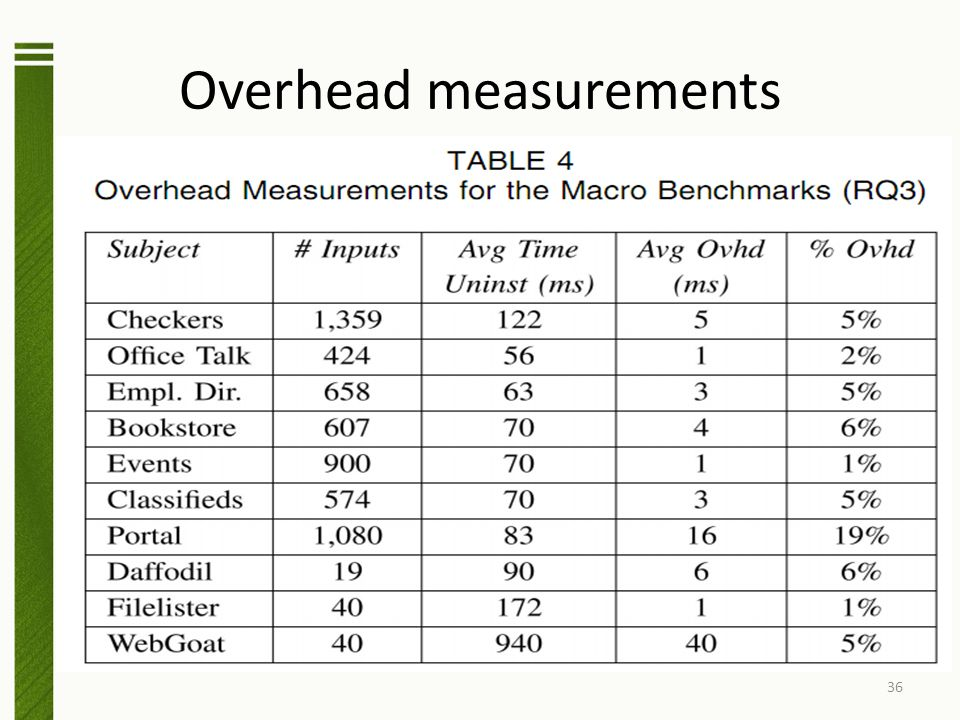 Overhead measurements
TABLE 4
Overhead Measurements for the Macro Benchmarks (RQ3)
Subject # Inputs Avg Time Avg Ovhd % Ovhd
Uninst (ms) (ms)
Checkers 1,359 122 5 5%
Office Talk 424 56 1 2%
Empl. Dir. 658 63 3 5%
Bookstore 607 70 4 6%
Events 900 70 1 1%
Classifieds 574 70 3 5%
Portal 1,080 83 16 19%
Daffodil 19 90 6 6%
Filelister 40 172 1 1%
WebGoat 40 940 40 5%
36